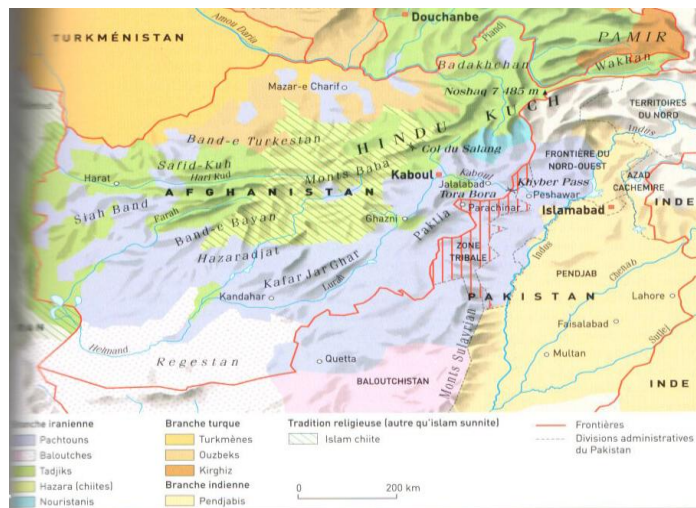 Douchanbe
TURKMÉNISTAN
Amou Daria
Piandj
PAMIR
Badakhchan
Wakhan
Mazar-e Charif
Noshaq 7 485 m
TERRITOIRES
DU NORD
HINDU KUCH
Band-e Turkestan
Indus
Col du Salang
FRONTIÈRE DU
NORD-OUEST
Safid-Kuh
Monts Baba
Harat
Hari Rud
Kaboul
Kaboul
AZAD
CACHEMIRE
AFGHANISTAN
Jalalabad
Khyber Pass
Tora Bora
Peshawar
Siah Band
Farah
Parachinar
Islamabad
INDE
Band-e Bayan
Ghazni
Paktia
Hazaradjat
ZONE
TRIBALE
Indus
PENDJAB
Chenab
Kafar Jar Ghar
Lurah
Kandahar
PAKISTAN
Lahore
Faisalabad
Sutlej
Helmand
Monts Sulayman
Regestan
Quetta
Multan
BALOUTCHISTAN
INDE
Branche iranienne
Pachtouns
Baloutches
Tadjiks
Hazara (chiites)
Nouristanis
Branche turque
Turkmènes
Ouzbeks
Kirghiz
Branche indienne
Pendjabis
Tradition religieuse (autre qu'islam sunnite)
Islam chiite
0 200 km
Frontières
Divisions administratives
du Pakistan